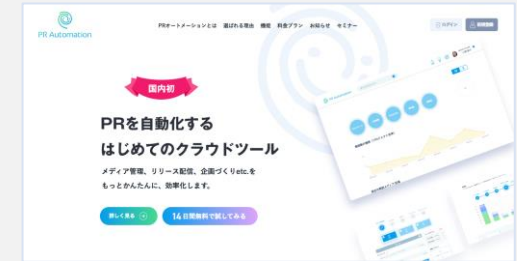 PR Automation
PRオートメーションとは 選ばれる理由 機能 料金プラン お知らせ セミナー
ログイン
新規登録
国内初
PRを自動化する
はじめてのクラウドツール
メディア管理、リリース配信、企画づくりetc.を
もっとかんたんに、効率化します。
詳しく見る
14日間無料で試してみる
PR Automation